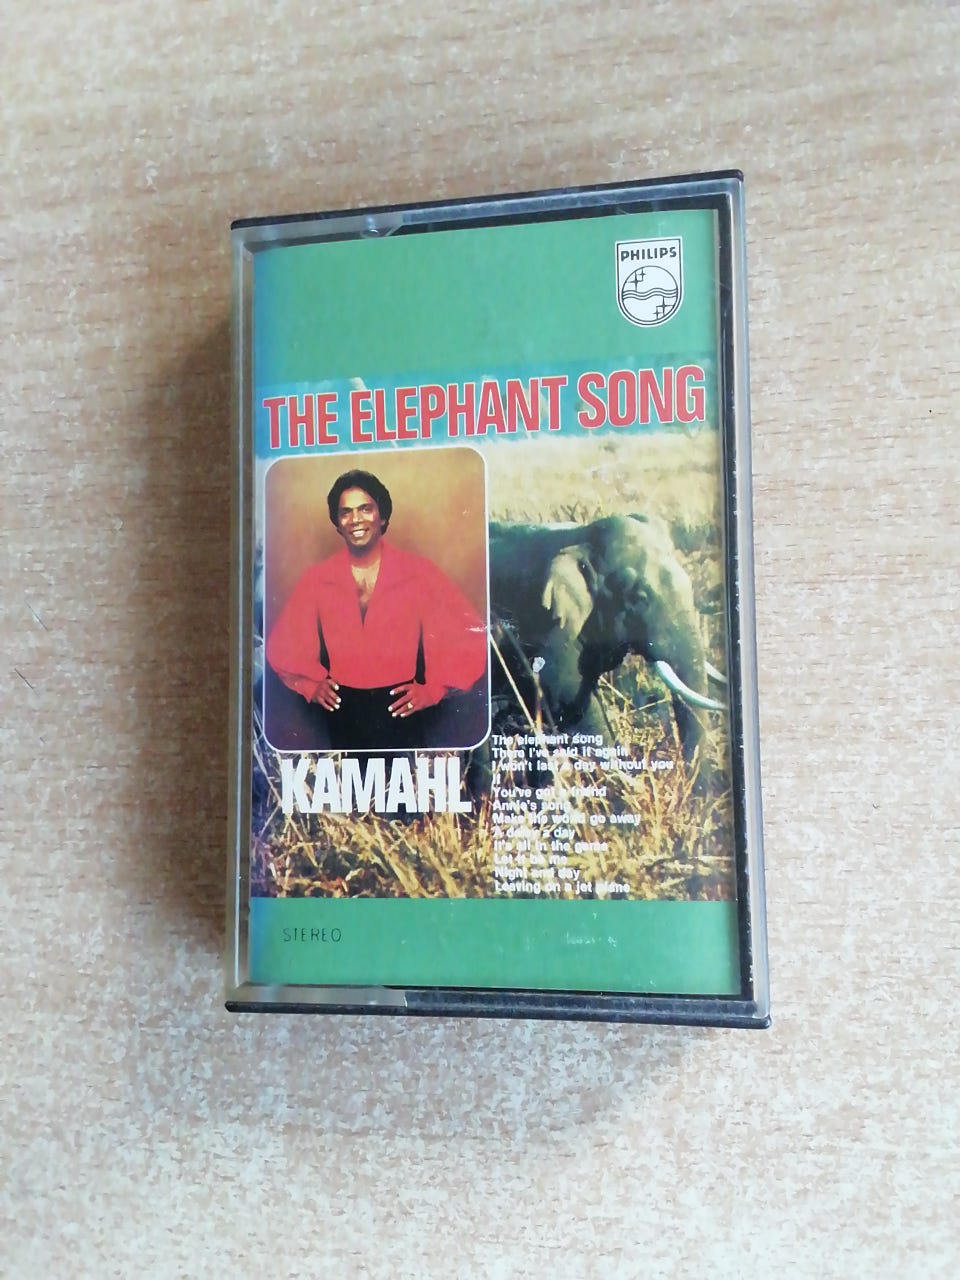 PHILIPS
THE ELEPHANT SONG
KAMAHL
The elephant song
There I've said it again
I won't last a day without you
If
You've got a friend
Annie's song
Make the world go away
A daisy a day
It's all in the game
Let it be me
Night and day
Leaving on a jet plane
STEREO